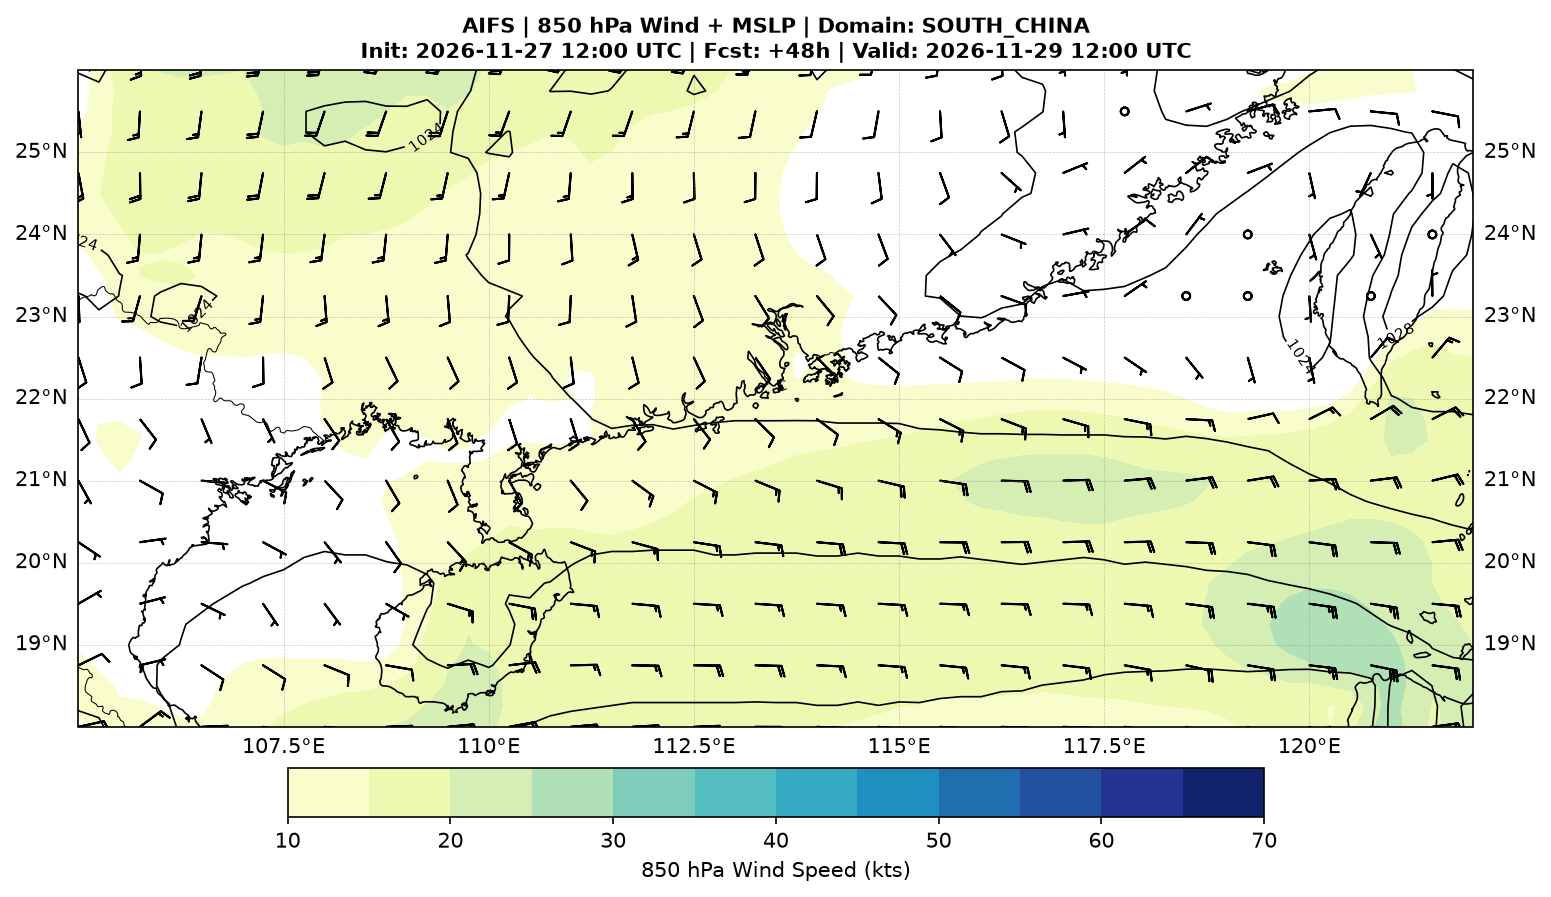 AIFS | 850 hPa Wind + MSLP | Domain: SOUTH_CHINA
Init: 2026-11-27 12:00 UTC | Fcst: +48h | Valid: 2026-11-29 12:00 UTC
1024
25°N
25°N
24
24°N
24°N
1024
23°N
23°N
1028
1024
22°N
22°N
21°N
21°N
20°N
20°N
19°N
19°N
107.5°E
110°E
112.5°E
115°E
117.5°E
120°E
10
20
30
40
50
60
70
850 hPa Wind Speed (kts)